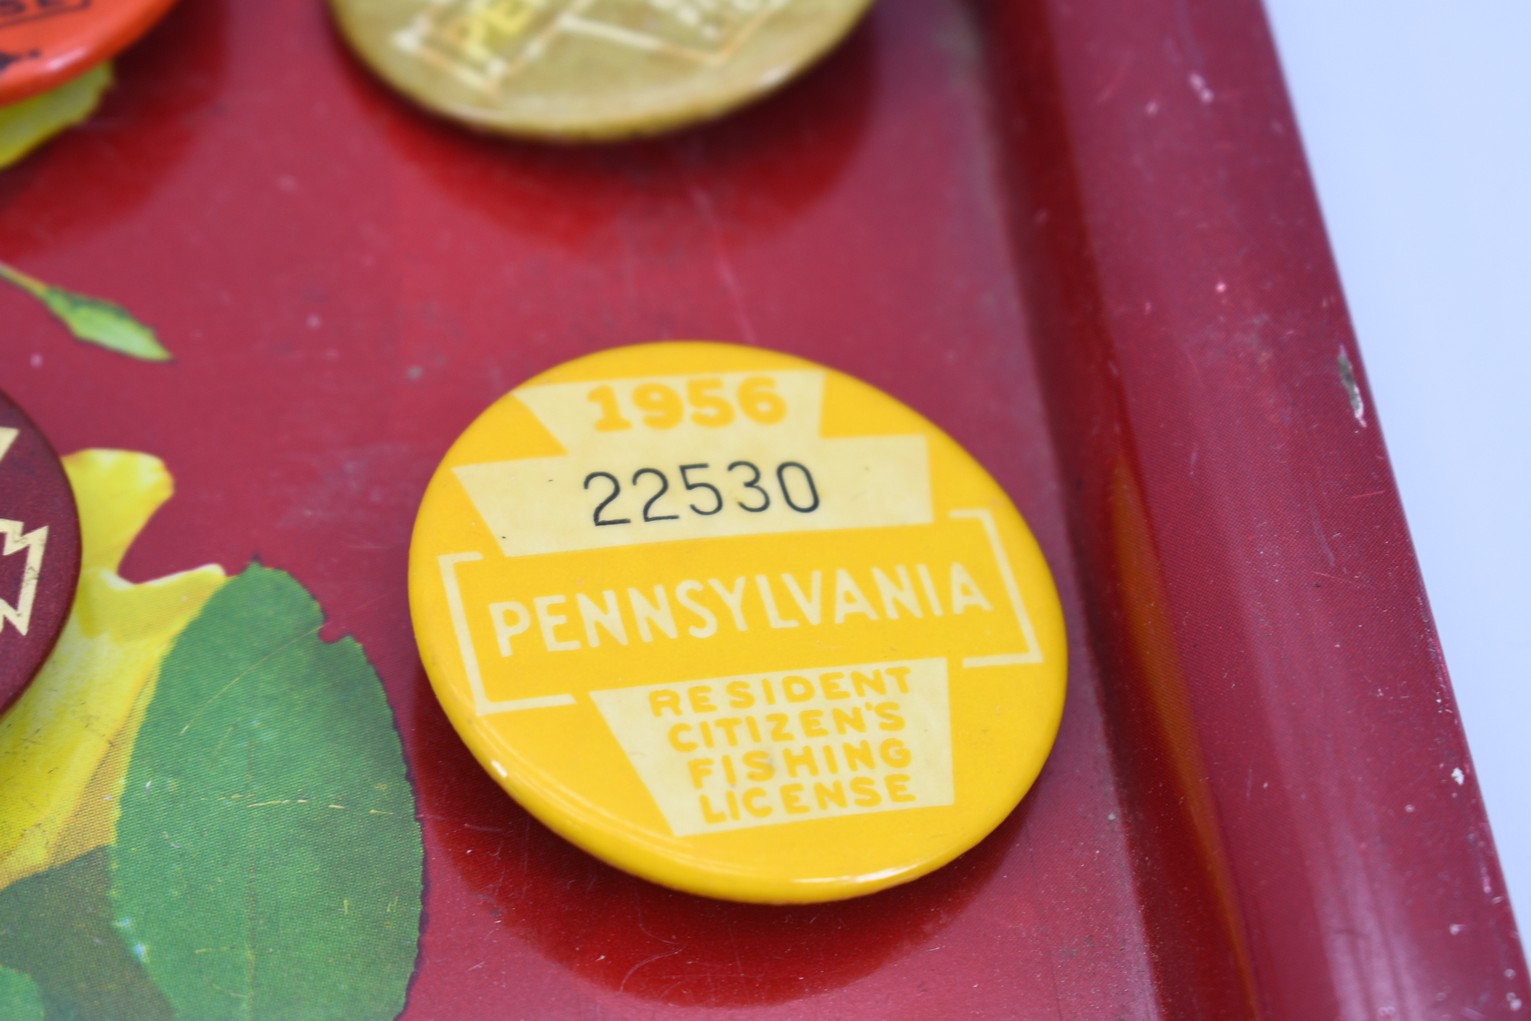 1956
22530
PENNSYLVANIA
RESIDENT
CITIZEN'S
FISHING
LICENSE